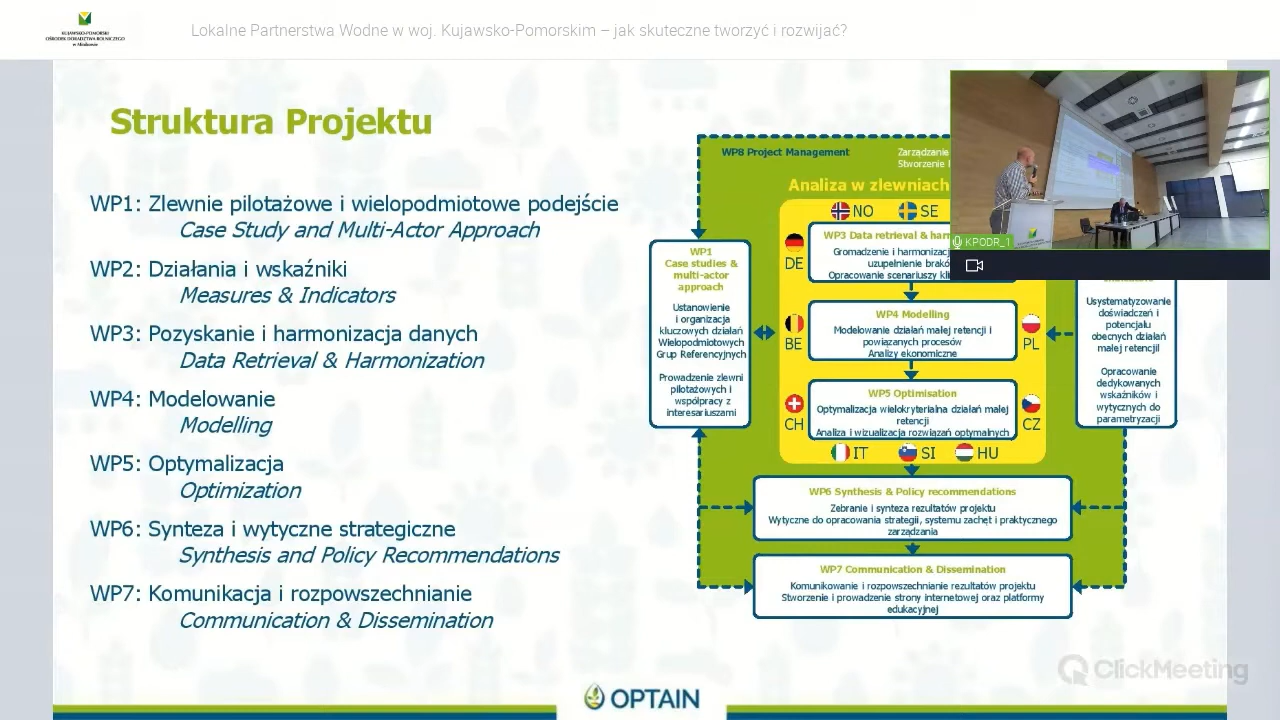 KUJAWSKO-POMORSKI
OŚRODEK DORADZTWA ROLNICZEGO
w Minikowie
Lokalne Partnerstwa Wodne w woj. Kujawsko-Pomorskim – jak skuteczne tworzyć i rozwijać?
Struktura Projektu
WP1: Zlewnie pilotażowe i wielopodmiotowe podejście
Case Study and Multi-Actor Approach
WP2: Działania i wskaźniki
Measures & Indicators
WP3: Pozyskanie i harmonizacja danych
Data Retrieval & Harmonization
WP4: Modelowanie
Modelling
WP5: Optymalizacja
Optimization
WP6: Synteza i wytyczne strategiczne
Synthesis and Policy Recommendations
WP7: Komunikacja i rozpowszechnianie
Communication & Dissemination
WP8 Project Management
Zarządzanie
Stworzenie
Analiza w zlewniach
NO SE
DE
BE
CH
PL
CZ
IT SI HU
WP1
Case studies &
multi-actor
approach
Ustanowienie
i organizacja
kluczowych działań
Wielopodmiotowych
Grup Referencyjnych
Prowadzenie zlewni
pilotażowych i
współpracy z
interesariuszami
WP3 Data retrieval &
Gromadzenie i
uzupełnienie
Opracowanie scenariuszy
WP4 Modelling
Modelowanie działań małej retencji i
powiązanych procesów
Analizy ekonomiczne
WP5 Optimisation
Optymalizacja wielokryterialna działań małej
retencji
Analiza i wizualizacja rozwiązań optymalnych
Usystematyzowanie
doświadczeń i
potencjału
obecnych działań
małej retencji
Opracowanie
dedykowanych
wskaźników i
wytycznych do
parametryzacji
WP6 Synthesis & Policy recommendations
Zebranie i synteza rezultatów projektu
Wytyczne do opracowania strategii, systemu zachęt i praktycznego
zarządzania
WP7 Communication & Dissemination
Komunikowanie i rozpowszechnianie rezultatów projektu
Stworzenie i prowadzenie strony internetowej oraz platformy
edukacyjnej
KPODR_1
ClickMeeting
OPTAIN